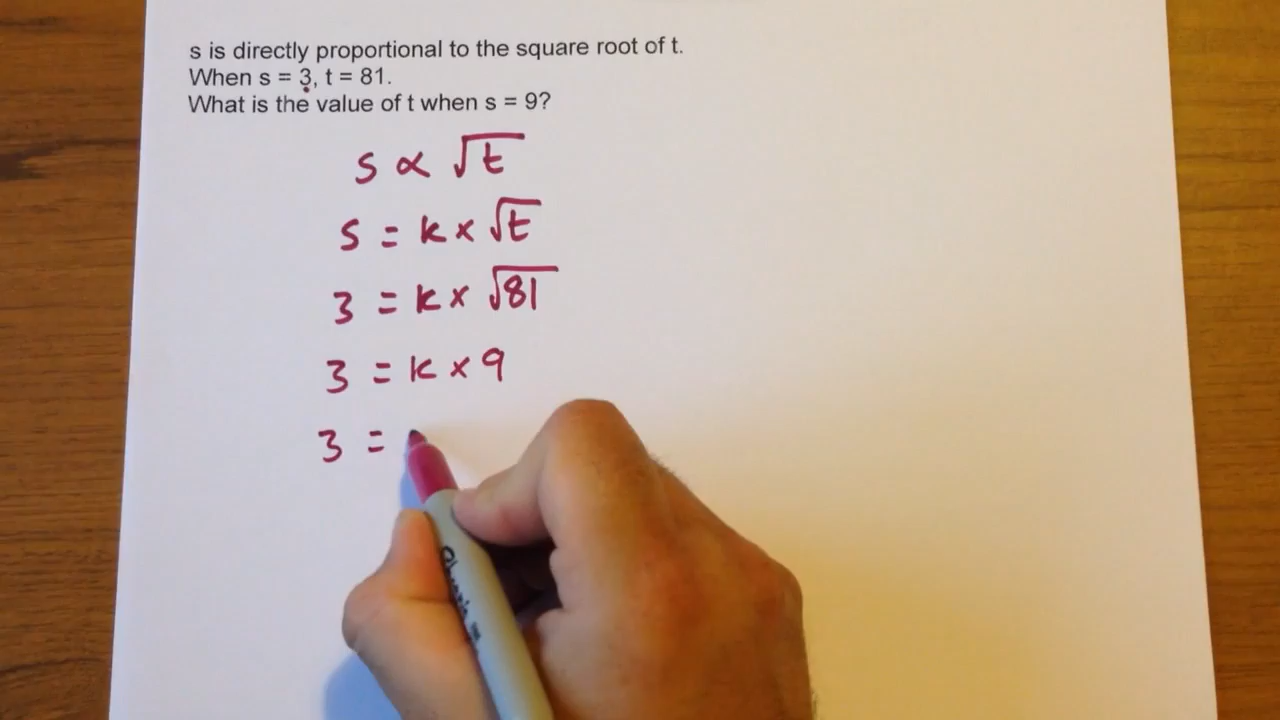 s is directly proportional to the square root of t.
When s = 3, t = 81.
What is the value of t when s = 9?
s ∝ √t
s = k × √t
3 = k × √81
3 = k × 9
3 =